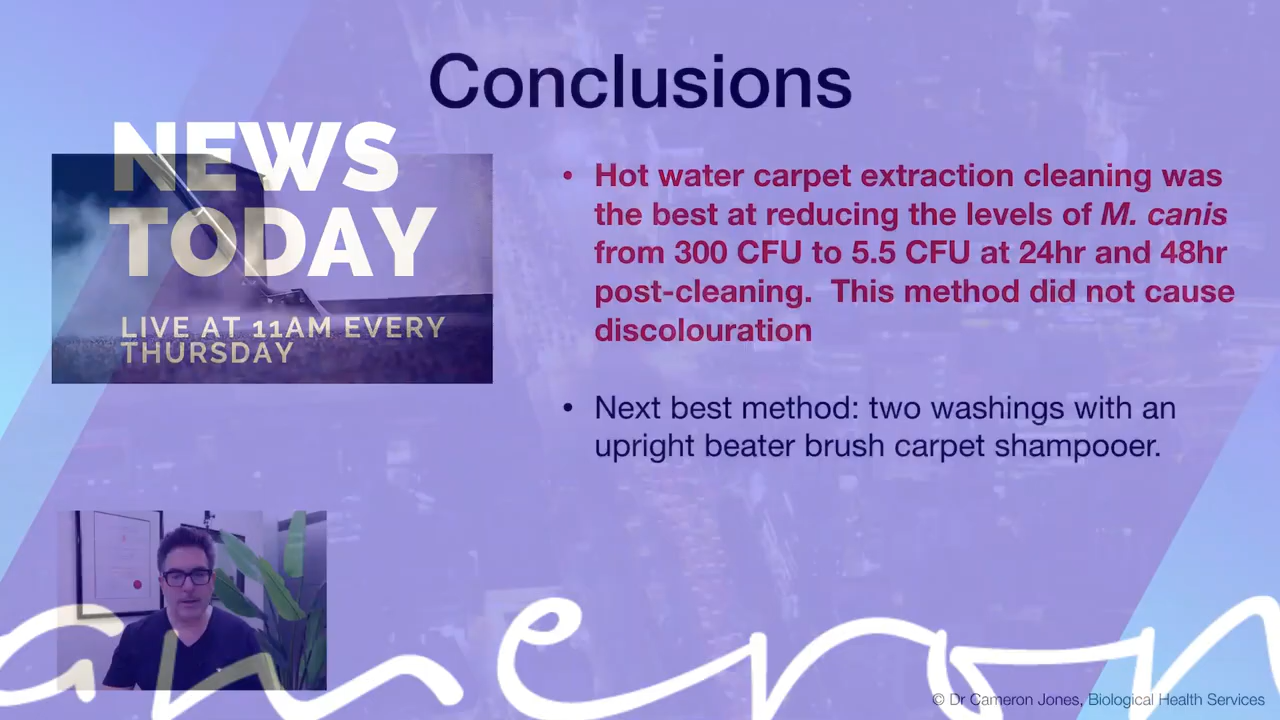 Conclusions
NEWS
TODAY
LIVE AT 11AM EVERY
THURSDAY
• Hot water carpet extraction cleaning was
the best at reducing the levels of M. canis
from 300 CFU to 5.5 CFU at 24hr and 48hr
post-cleaning.  This method did not cause
discolouration
• Next best method: two washings with an
upright beater brush carpet shampooer.
ameron
© Dr Cameron Jones, Biological Health Services